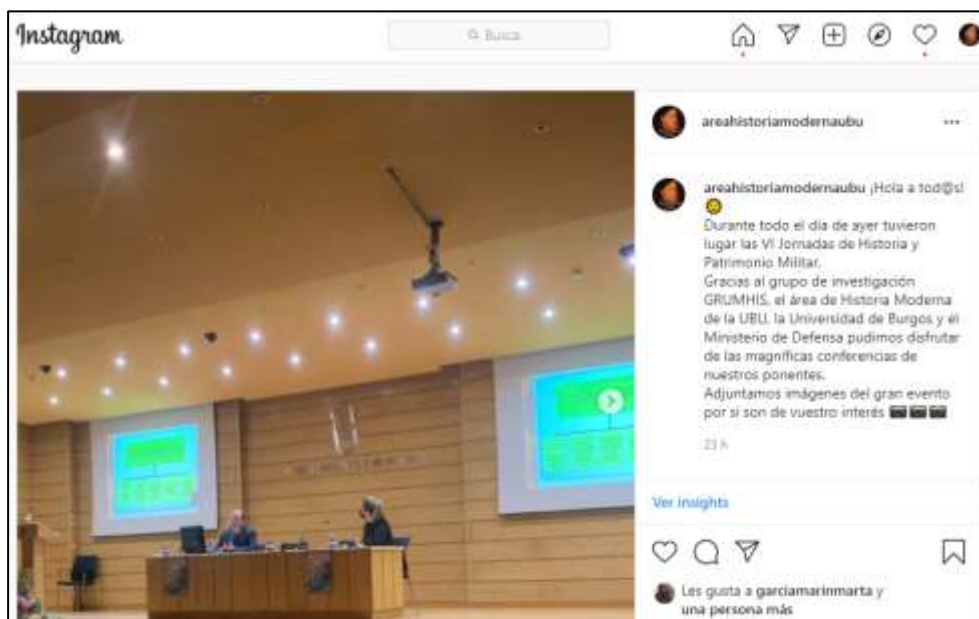 Instagram
Busca
areahistoriamodernaubu
areahistoriamodernaubu ¡Hola a tod@s!
Durante todo el día de ayer tuvieron
lugar las VI Jornadas de Historia y
Patrimonio Militar.
Gracias al grupo de investigación
GRUMHIS, el área de Historia Moderna
de la UBU, la Universidad de Burgos y el
Ministerio de Defensa pudimos disfrutar
de las magníficas conferencias de
nuestros ponentes.
Adjuntamos imágenes del gran evento
por si son de vuestro interés
23 h
Ver insights
Les gusta a garciamarinmarta y
una persona más